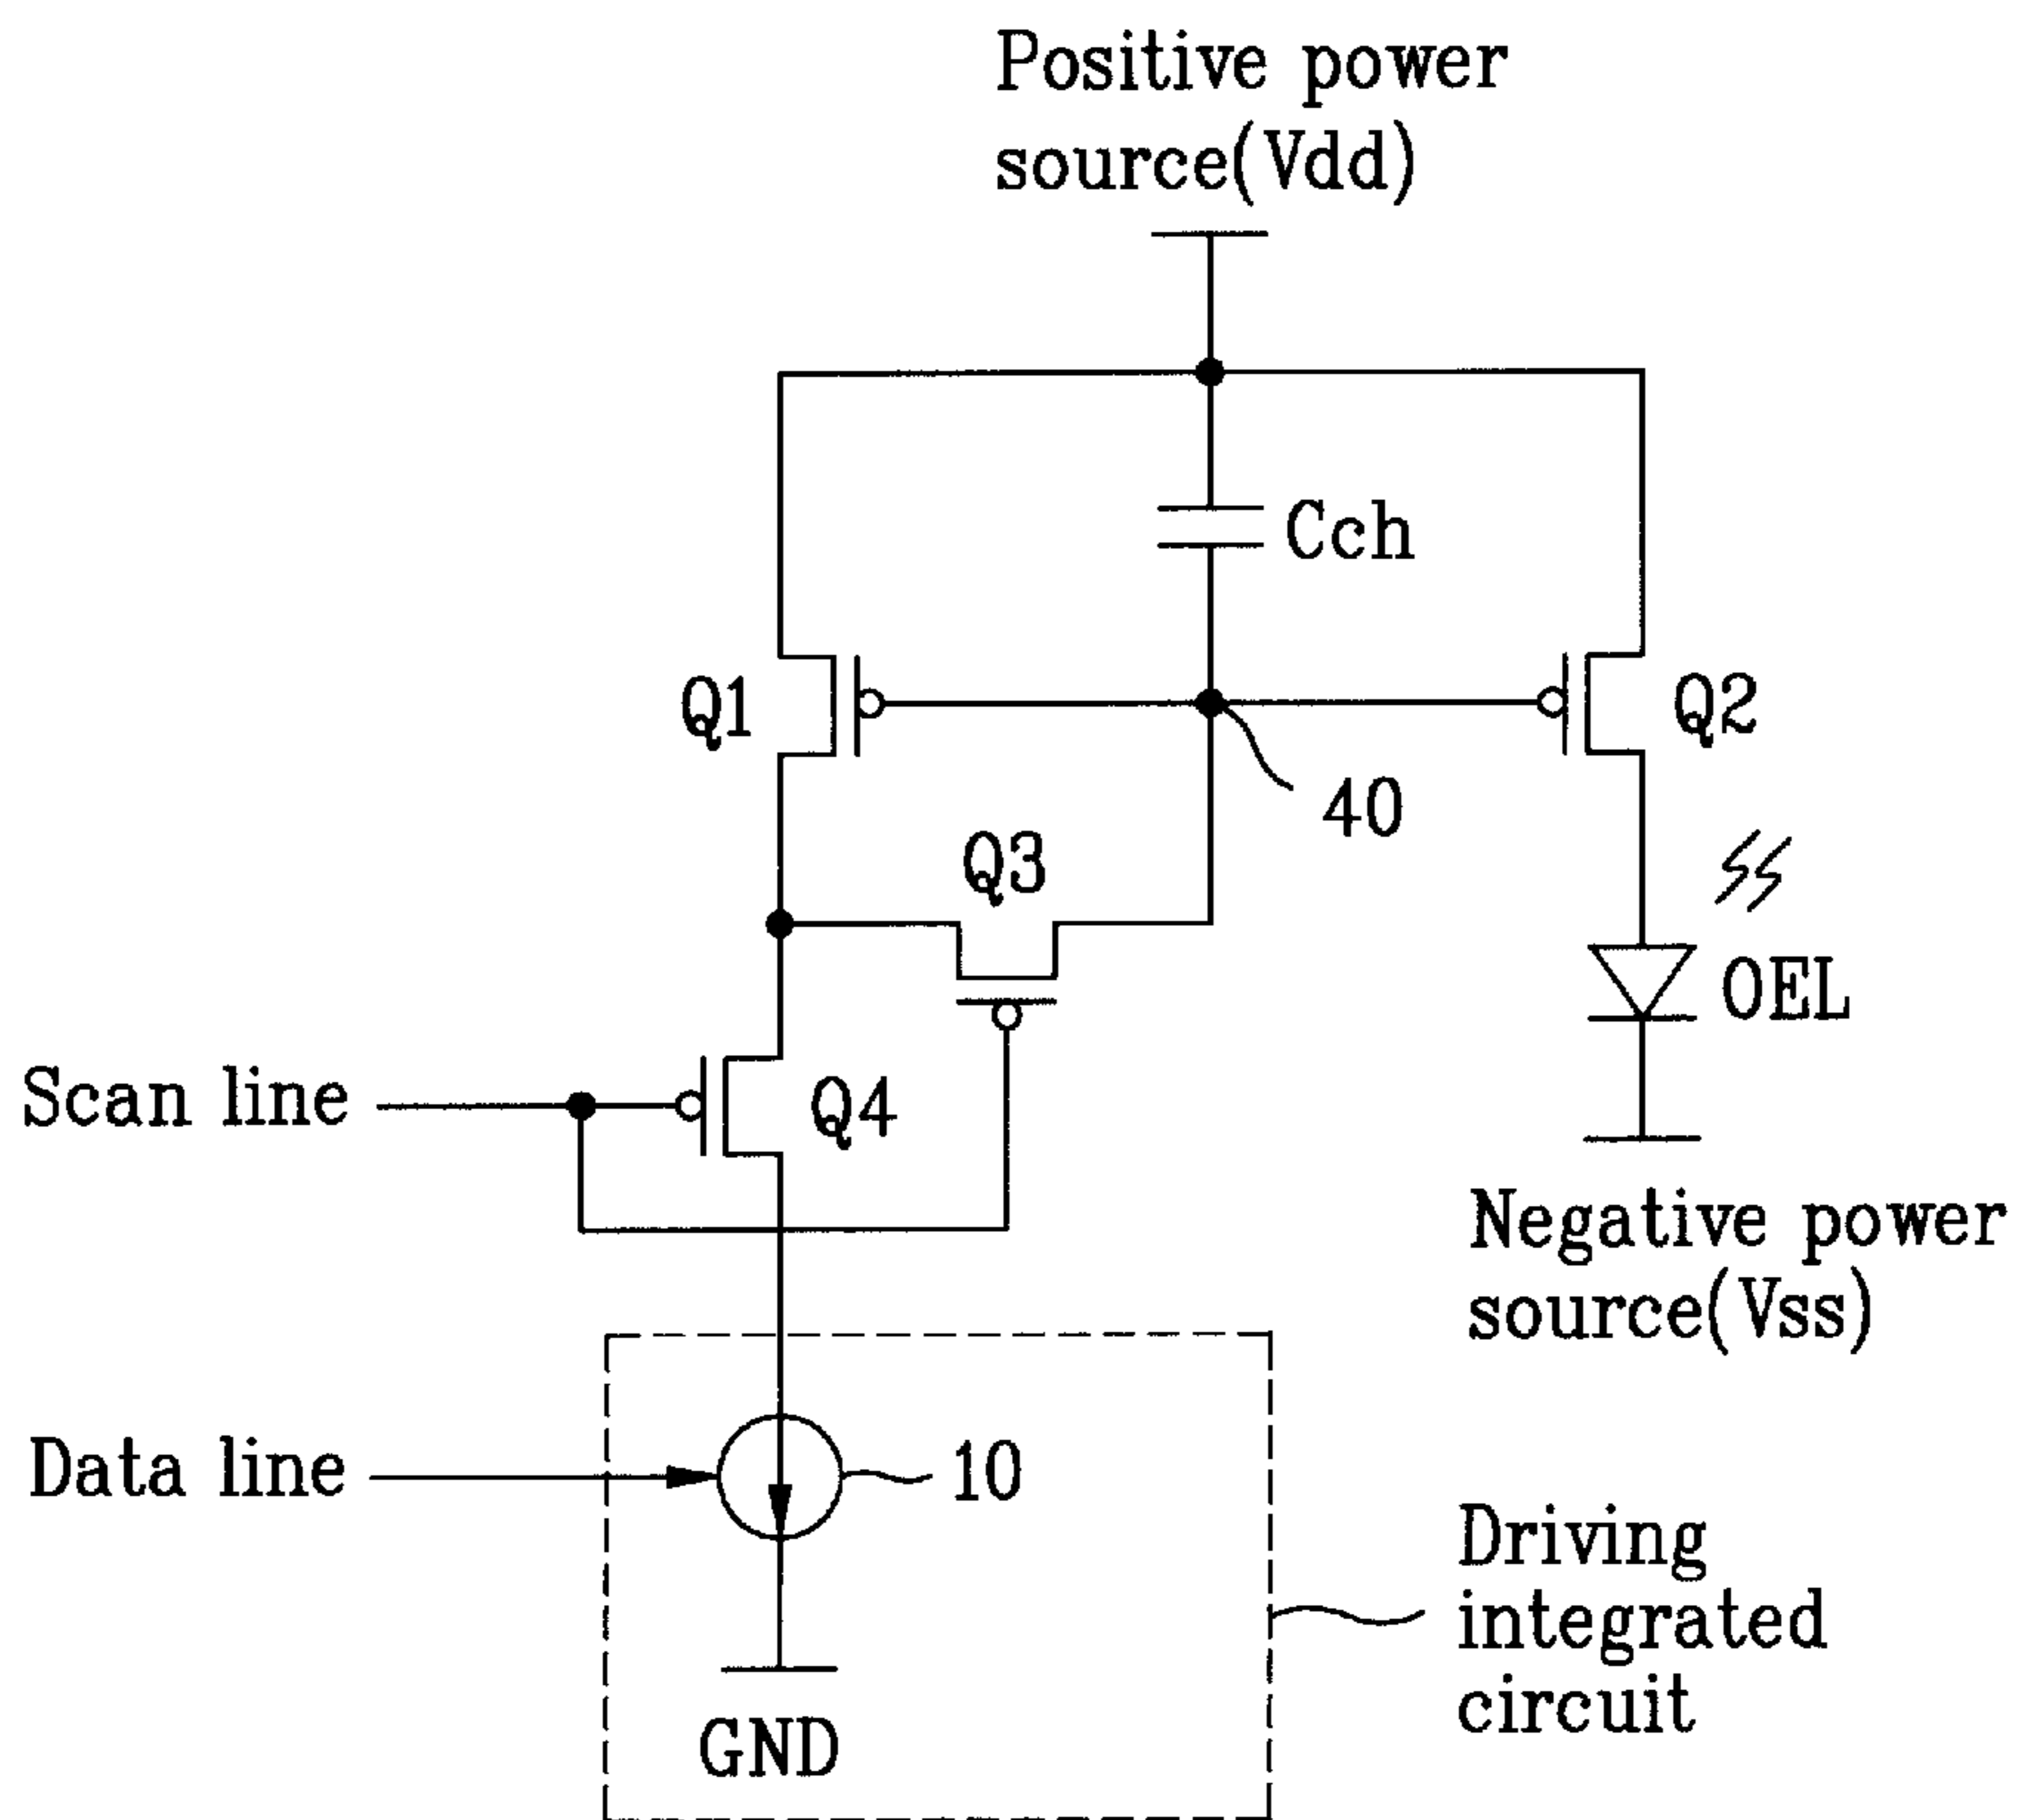 Positive power
source(Vdd)
Cch
Q1
Q2
40
Q3
OEL
Scan line
Q4
Negative power
source(Vss)
Data line
10
Driving
integrated
circuit
GND